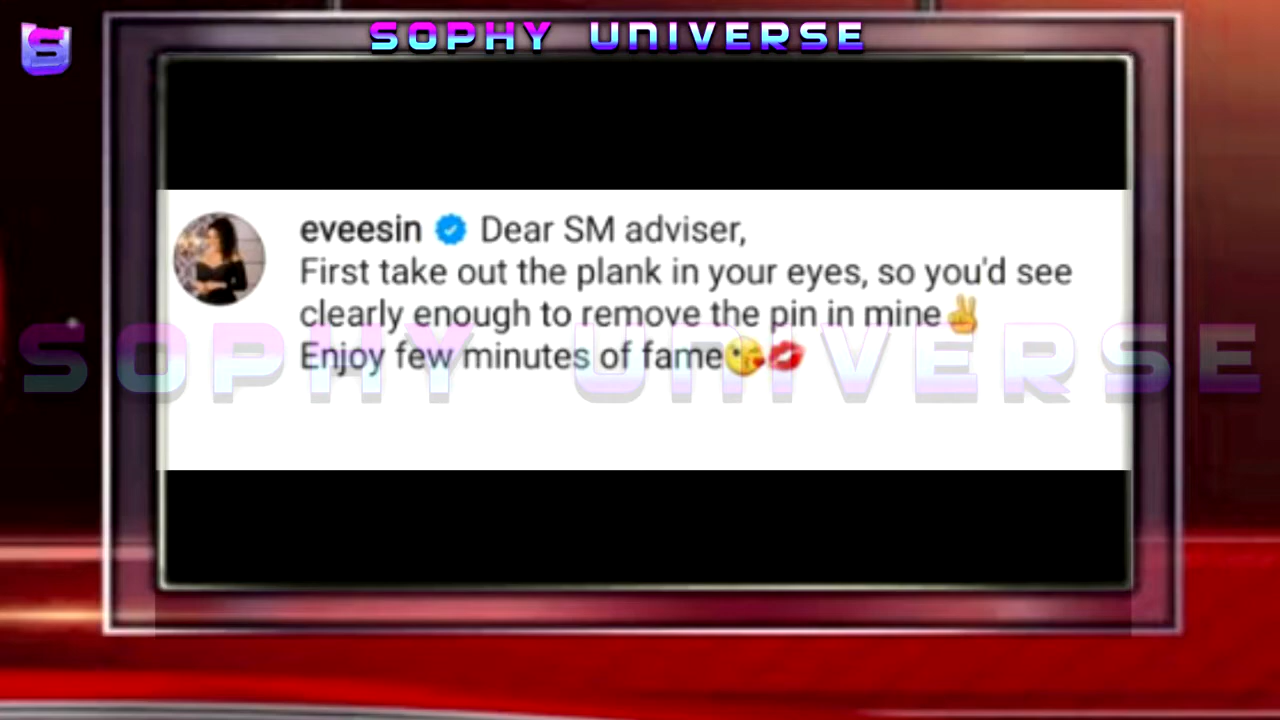 S
SOPHY UNIVERSE
eveesin Dear SM adviser,
First take out the plank in your eyes, so you'd see
clearly enough to remove the pin in mine✌️
Enjoy few minutes of fame😘💋
SOPHY UNIVERSE